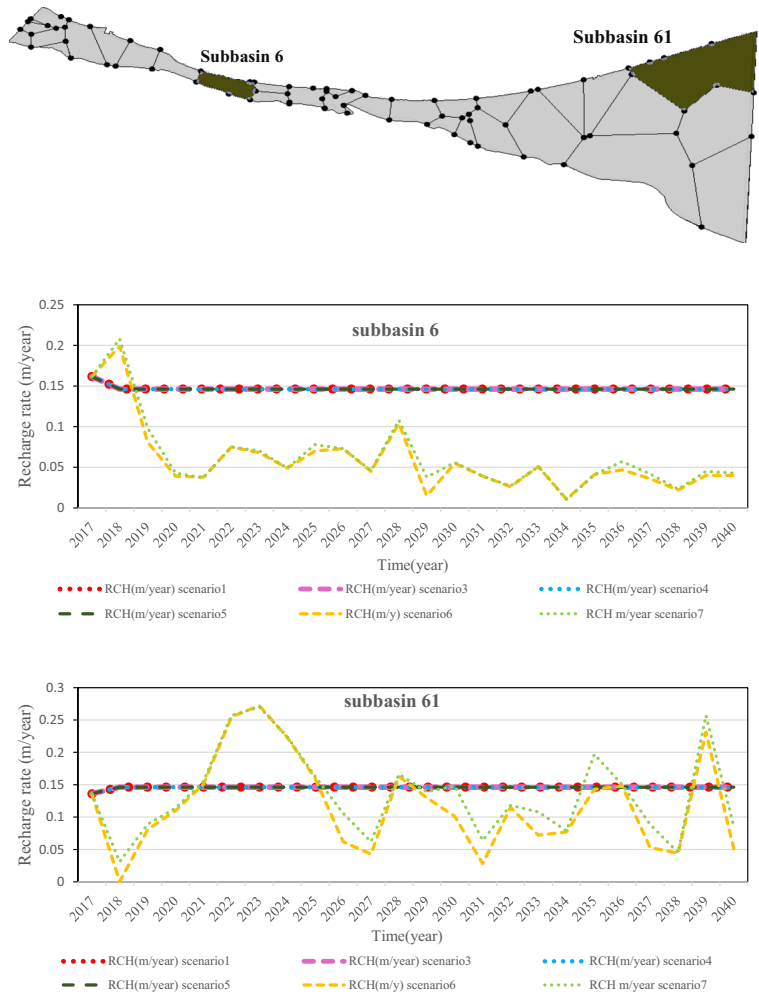 Subbasin 6
Subbasin 61
subbasin 6
Recharge rate (m/year)
0.25
0.2
0.15
0.1
0.05
0
2017 2018 2019 2020 2021 2022 2023 2024 2025 2026 2027 2028 2029 2030 2031 2032 2033 2034 2035 2036 2037 2038 2039 2040
Time(year)
RCH(m/year) scenario1 RCH(m/year) scenario3 RCH(m/year) scenario4
RCH(m/year) scenario5 RCH(m/y) scenario6 RCH m/year scenario7
subbasin 61
Recharge rate (m/year)
0.3
0.25
0.2
0.15
0.1
0.05
0
2017 2018 2019 2020 2021 2022 2023 2024 2025 2026 2027 2028 2029 2030 2031 2032 2033 2034 2035 2036 2037 2038 2039 2040
Time(year)
RCH(m/year) scenario1 RCH(m/year) scenario3 RCH(m/year) scenario4
RCH(m/year) scenario5 RCH(m/y) scenario6 RCH m/year scenario7